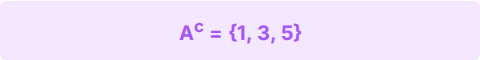 Aᶜ = {1, 3, 5}